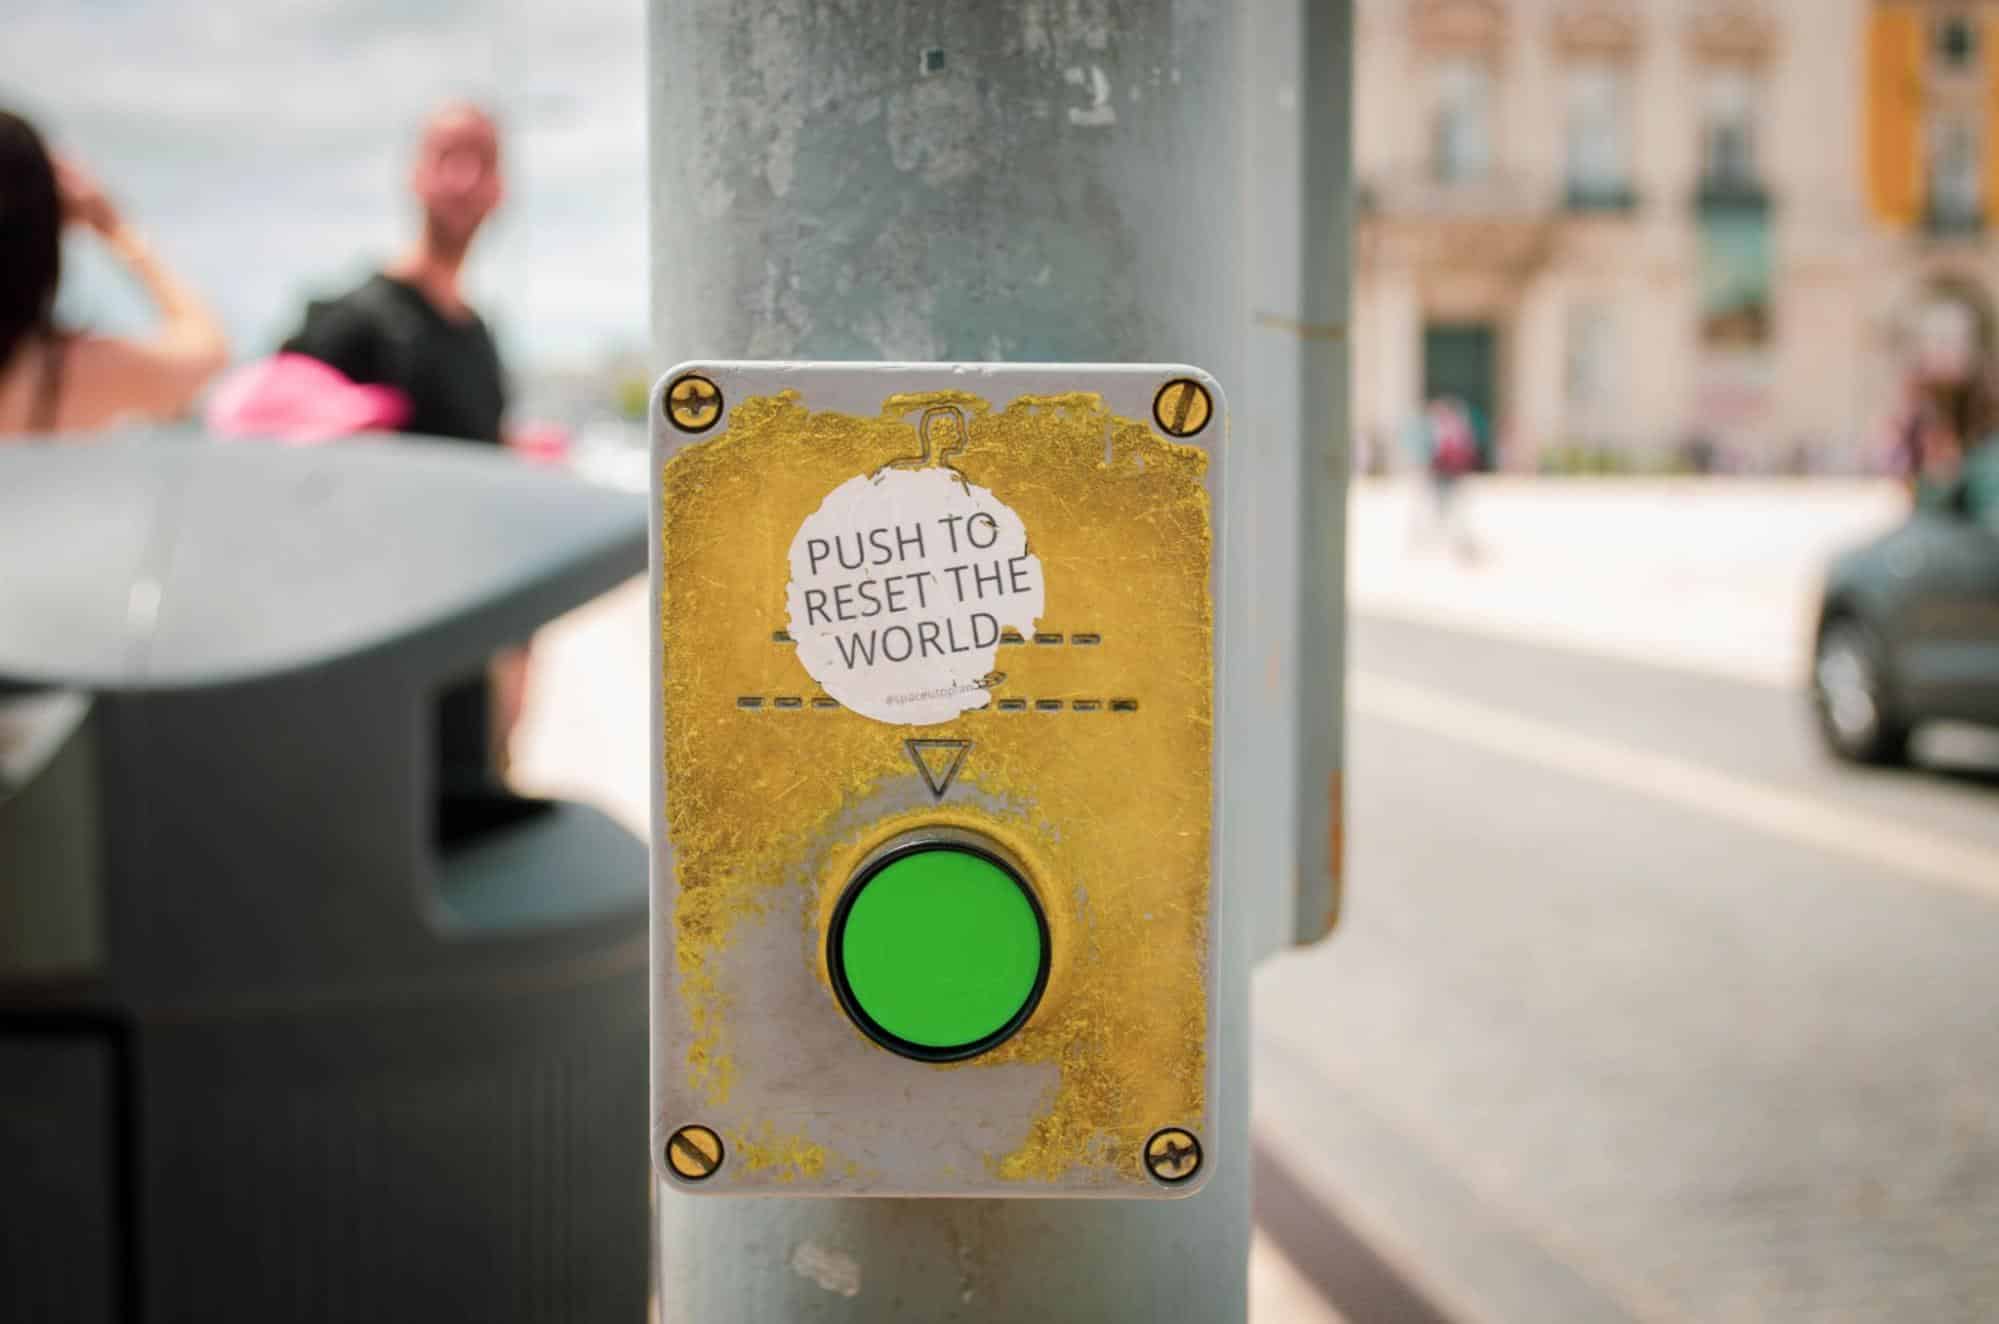 PUSH TO
RESET THE
WORLD